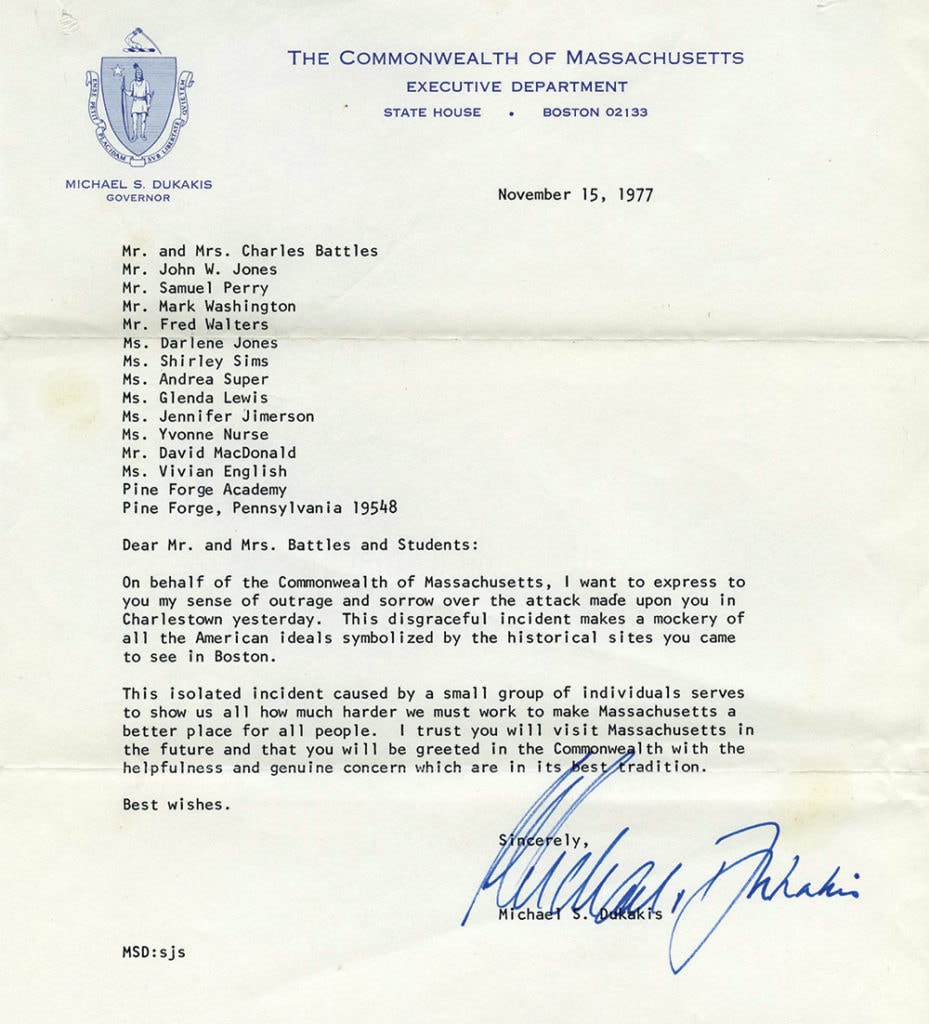 ENSE PETIT PLACIDAM SVB LIBERTATE QVIETEM
MICHAEL S. DUKAKIS
GOVERNOR
THE COMMONWEALTH OF MASSACHUSETTS
EXECUTIVE DEPARTMENT
STATE HOUSE • BOSTON 02133
November 15, 1977
Mr. and Mrs. Charles Battles
Mr. John W. Jones
Mr. Samuel Perry
Mr. Mark Washington
Mr. Fred Walters
Ms. Darlene Jones
Ms. Shirley Sims
Ms. Andrea Super
Ms. Glenda Lewis
Ms. Jennifer Jimerson
Ms. Yvonne Nurse
Mr. David MacDonald
Ms. Vivian English
Pine Forge Academy
Pine Forge, Pennsylvania 19548
Dear Mr. and Mrs. Battles and Students:
On behalf of the Commonwealth of Massachusetts, I want to express to
you my sense of outrage and sorrow over the attack made upon you in
Charlestown yesterday. This disgraceful incident makes a mockery of
all the American ideals symbolized by the historical sites you came
to see in Boston.
This isolated incident caused by a small group of individuals serves
to show us all how much harder we must work to make Massachusetts a
better place for all people. I trust you will visit Massachusetts in
the future and that you will be greeted in the Commonwealth with the
helpfulness and genuine concern which are in its best tradition.
Best wishes.
Sincerely,
Michael Dukakis
Michael S. Dukakis
MSD:sjs